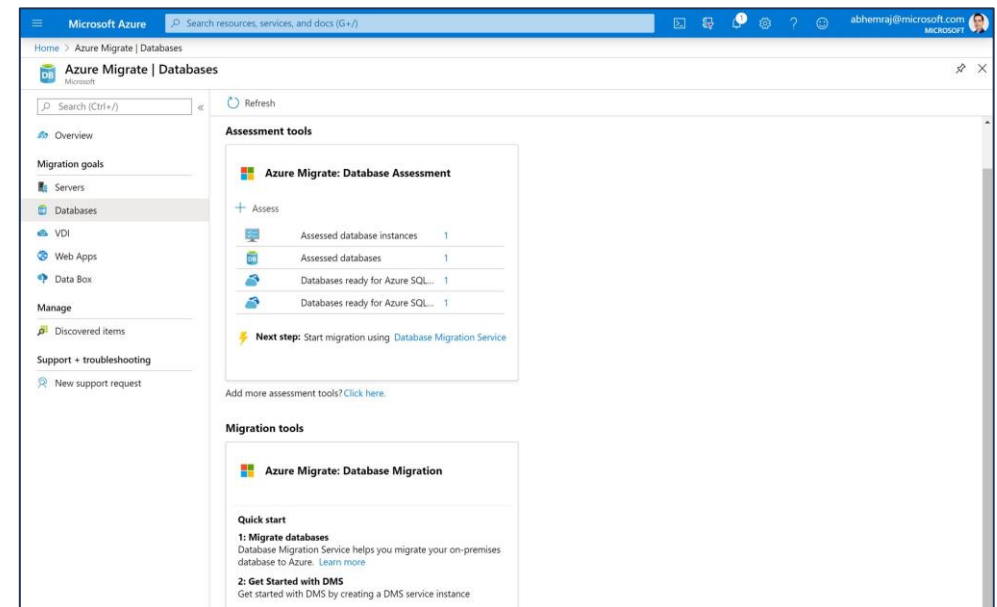 Microsoft Azure
Search resources, services, and docs (G+/)
1
abhemraj@microsoft.com
MICROSOFT
Home > Azure Migrate | Databases
DB
Azure Migrate | Databases
Microsoft
Search (Ctrl+/)
«
Refresh
Overview
Migration goals
Servers
Databases
VDI
Web Apps
Data Box
Manage
Discovered items
Support + troubleshooting
New support request
Assessment tools
Azure Migrate: Database Assessment
+ Assess
Assessed database instances 1
DB Assessed databases 1
Databases ready for Azure SQL... 1
Databases ready for Azure SQL... 1
Next step: Start migration using Database Migration Service
Add more assessment tools? Click here.
Migration tools
Azure Migrate: Database Migration
Quick start
1: Migrate databases
Database Migration Service helps you migrate your on-premises
database to Azure. Learn more
2: Get Started with DMS
Get started with DMS by creating a DMS service instance